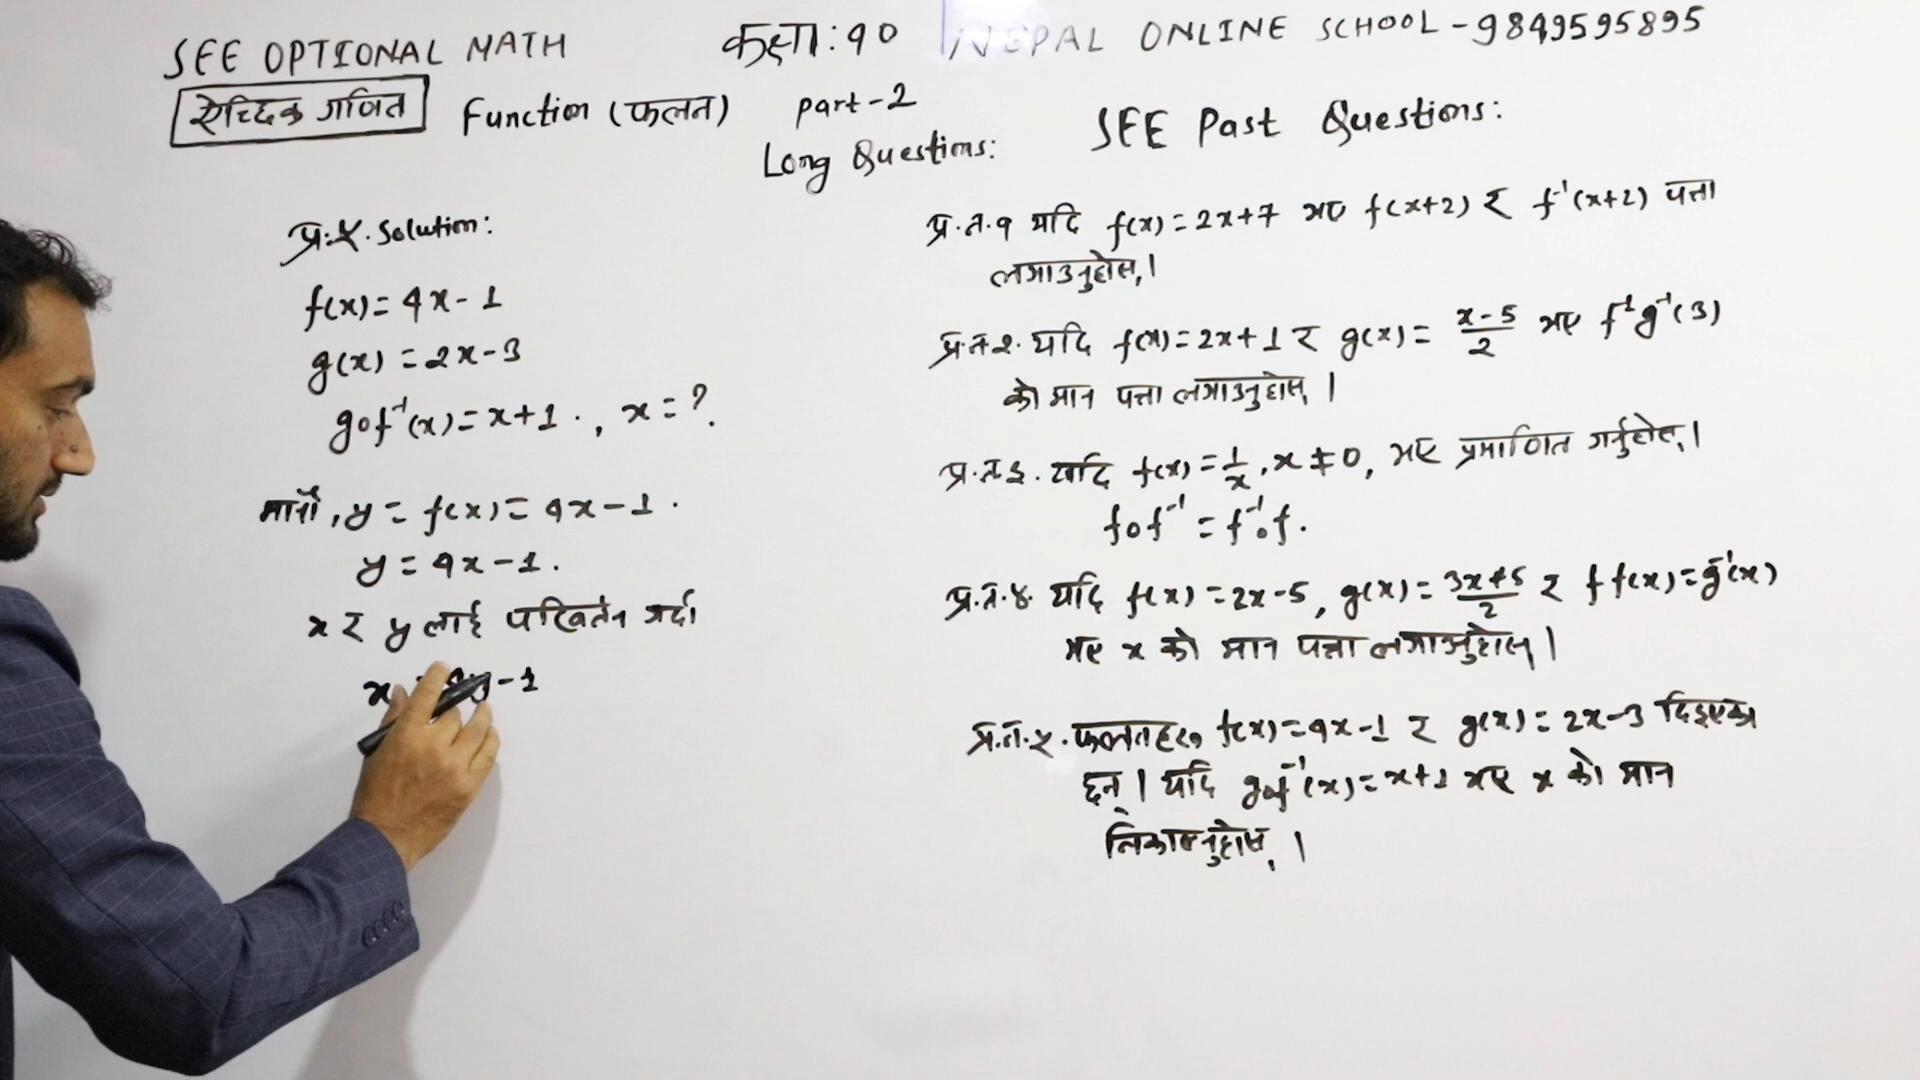 SEE OPTIONAL MATH कक्षा: १० NEPAL ONLINE SCHOOL - 9849595895
ऐच्छिक गणित Function (फलन) part-2
Long Questions: SEE Past Questions:
प्र.५. Solution:
f(x) = 4x - 1
g(x) = 2x - 3
gof⁻¹(x) = x + 1 ., x = ?
मानौं, y = f(x) = 4x - 1 .
y = 4x - 1 .
x र y लाई परिवर्तन गर्दा
x = 4y - 1
प्र.न.१ यदि f(x) = 2x + 7 भए f(x+2) र f⁻¹(x+2) पत्ता
लगाउनुहोस् ।
प्र.न.२. यदि f(x) = 2x + 1 र g(x) = (x - 5)/2 भए f⁻¹g⁻¹(3)
को मान पत्ता लगाउनुहोस् ।
प्र.न.३. यदि f(x) = 1/x, x ≠ 0, भए प्रमाणित गर्नुहोस् ।
fof⁻¹ = f⁻¹of.
प्र.न.४. यदि f(x) = 2x - 5, g(x) = (3x + 5)/2 र ff(x) = g⁻¹(x)
भए x को मान पत्ता लगाउनुहोस् ।
प्र.न.५. फलनहरू f(x) = 4x - 1 र g(x) = 2x - 3 दिइएका
छन् । यदि gof⁻¹(x) = x + 1 भए x को मान
निकाल्नुहोस् ।